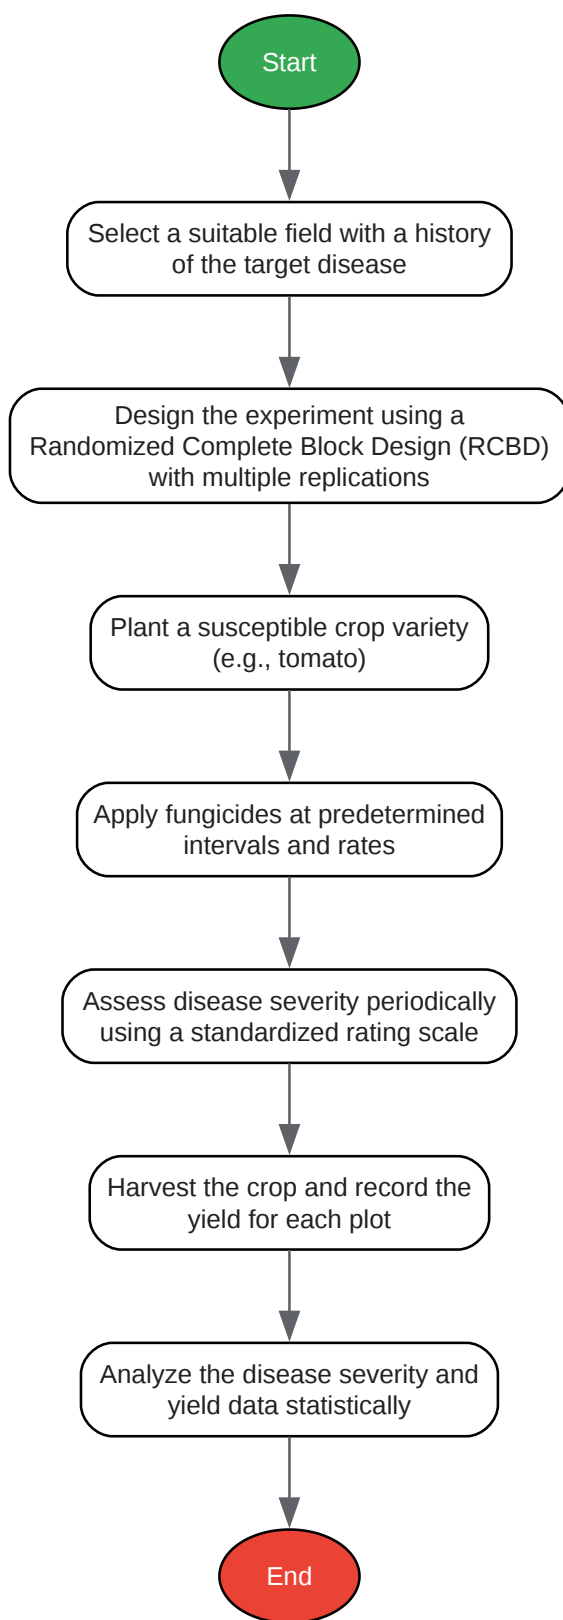 Start
Select a suitable field with a history
of the target disease
Design the experiment using a
Randomized Complete Block Design (RCBD)
with multiple replications
Plant a susceptible crop variety
(e.g., tomato)
Apply fungicides at predetermined
intervals and rates
Assess disease severity periodically
using a standardized rating scale
Harvest the crop and record the
yield for each plot
Analyze the disease severity and
yield data statistically
End